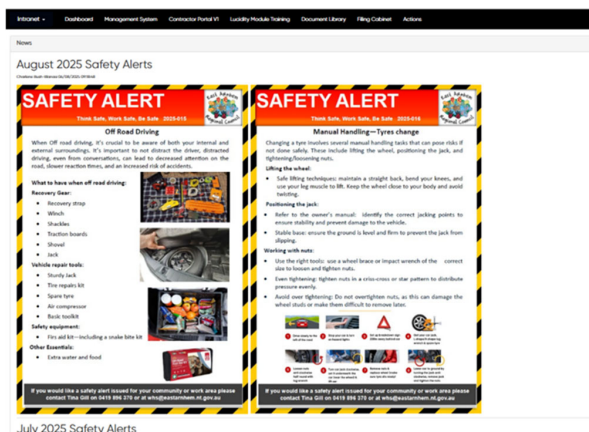 Intranet Dashboard Management System Contractor Portal V1 Lucidity Module Training Document Library Filing Cabinet Actions
News
August 2025 Safety Alerts
SAFETY ALERT
East Arnhem
Regional Council
Think Safe, Work Safe, Be Safe 2025-015
Off Road Driving
When Off road driving, it's crucial to be aware of both your internal and
external surroundings. It's important to not distract the driver, distracted
driving, even from conversations, can lead to decreased attention on the
road, slower reaction times, and an increased risk of accidents.
What to have when off road driving:
Recovery Gear:
• Recovery strap
• Winch
• Shackles
• Traction boards
• Shovel
• Jack
Vehicle repair tools:
• Sturdy Jack
• Tire repairs kit
• Spare tyre
• Air compressor
• Basic toolkit
Safety equipment:
• Firs aid kit—including a snake bite kit
Other Essentials:
• Extra water and food
If you would like a safety alert issued for your community or work area please
contact Tina Gill on 0419 896 370 or at whs@eastarnhem.nt.gov.au
SAFETY ALERT
East Arnhem
Regional Council
Think Safe, Work Safe, Be Safe 2025-016
Manual Handling—Tyres change
Changing a tyre involves several manual handling tasks that can pose risks if
not done safely. These include lifting the wheel, positioning the jack, and
tightening/loosening nuts.
Lifting the wheel:
• Safe lifting techniques: maintain a straight back, bend your knees, and
use your leg muscle to lift. Keep the wheel close to your body and avoid
twisting.
Positioning the jack:
• Refer to the owner's manual: identify the correct jacking points to
ensure stability and prevent damage to the vehicle.
• Stable base: ensure the ground is level and firm to prevent the jack from
slipping.
Working with nuts:
• Use the right tools: use a wheel brace or impact wrench of the correct
size to loosen and tighten nuts.
• Even tightening: tighten nuts in a criss-cross or star pattern to distribute
pressure evenly.
• Avoid over tightening: Do not overtighten nuts, as this can damage the
wheel studs or make them difficult to remove later.
If you would like a safety alert issued for your community or work area please
contact Tina Gill on 0419 896 370 or at whs@eastarnhem.nt.gov.au
July 2025 Safety Alerts